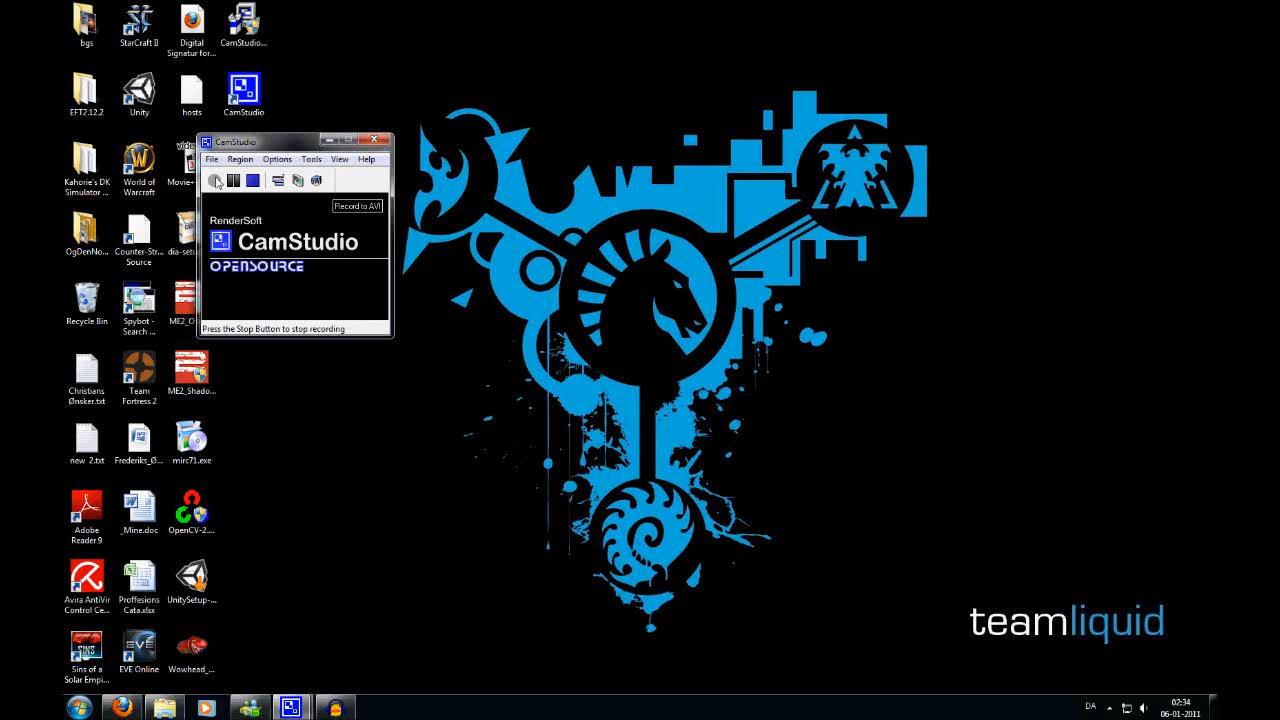 bgs
StarCraft II
Digital
Signatur for...
CamStudio...
EFT2.12.2
Unity
hosts
CamStudio
CamStudio
File Region Options Tools View Help
Record to AVI
RenderSoft
CamStudio
OPENSOURCE
Press the Stop Button to stop recording
Kahorie's DK
Simulator ...
World of
Warcraft
Movie+
OgDenNo...
Counter-Str...
Source
dia-set
Recycle Bin
Spybot -
Search ...
ME2_O
Christians
Ønsker.txt
Team
Fortress 2
ME2_Shado...
new 2.txt
Frederiks_Ø...
mirc71.exe
Adobe
Reader 9
_Mine.doc
OpenCV-2....
Avira AntiVir
Control Ce...
Proffesions
Cata.xlsx
UnitySetup-...
SINS
Sins of a
Solar Empi...
EVE
EVE Online
Wowhead_...
teamliquid
DA
02:34
06-01-2011